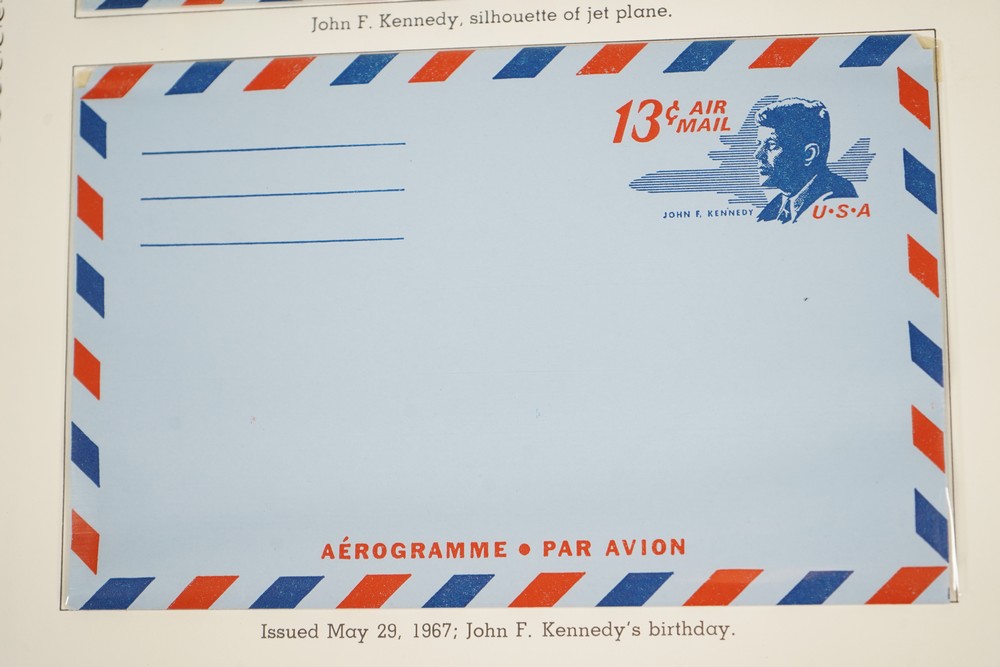 John F. Kennedy, silhouette of jet plane.
13¢ AIR
MAIL
JOHN F. KENNEDY
U•S•A
AÉROGRAMME • PAR AVION
Issued May 29, 1967; John F. Kennedy's birthday.